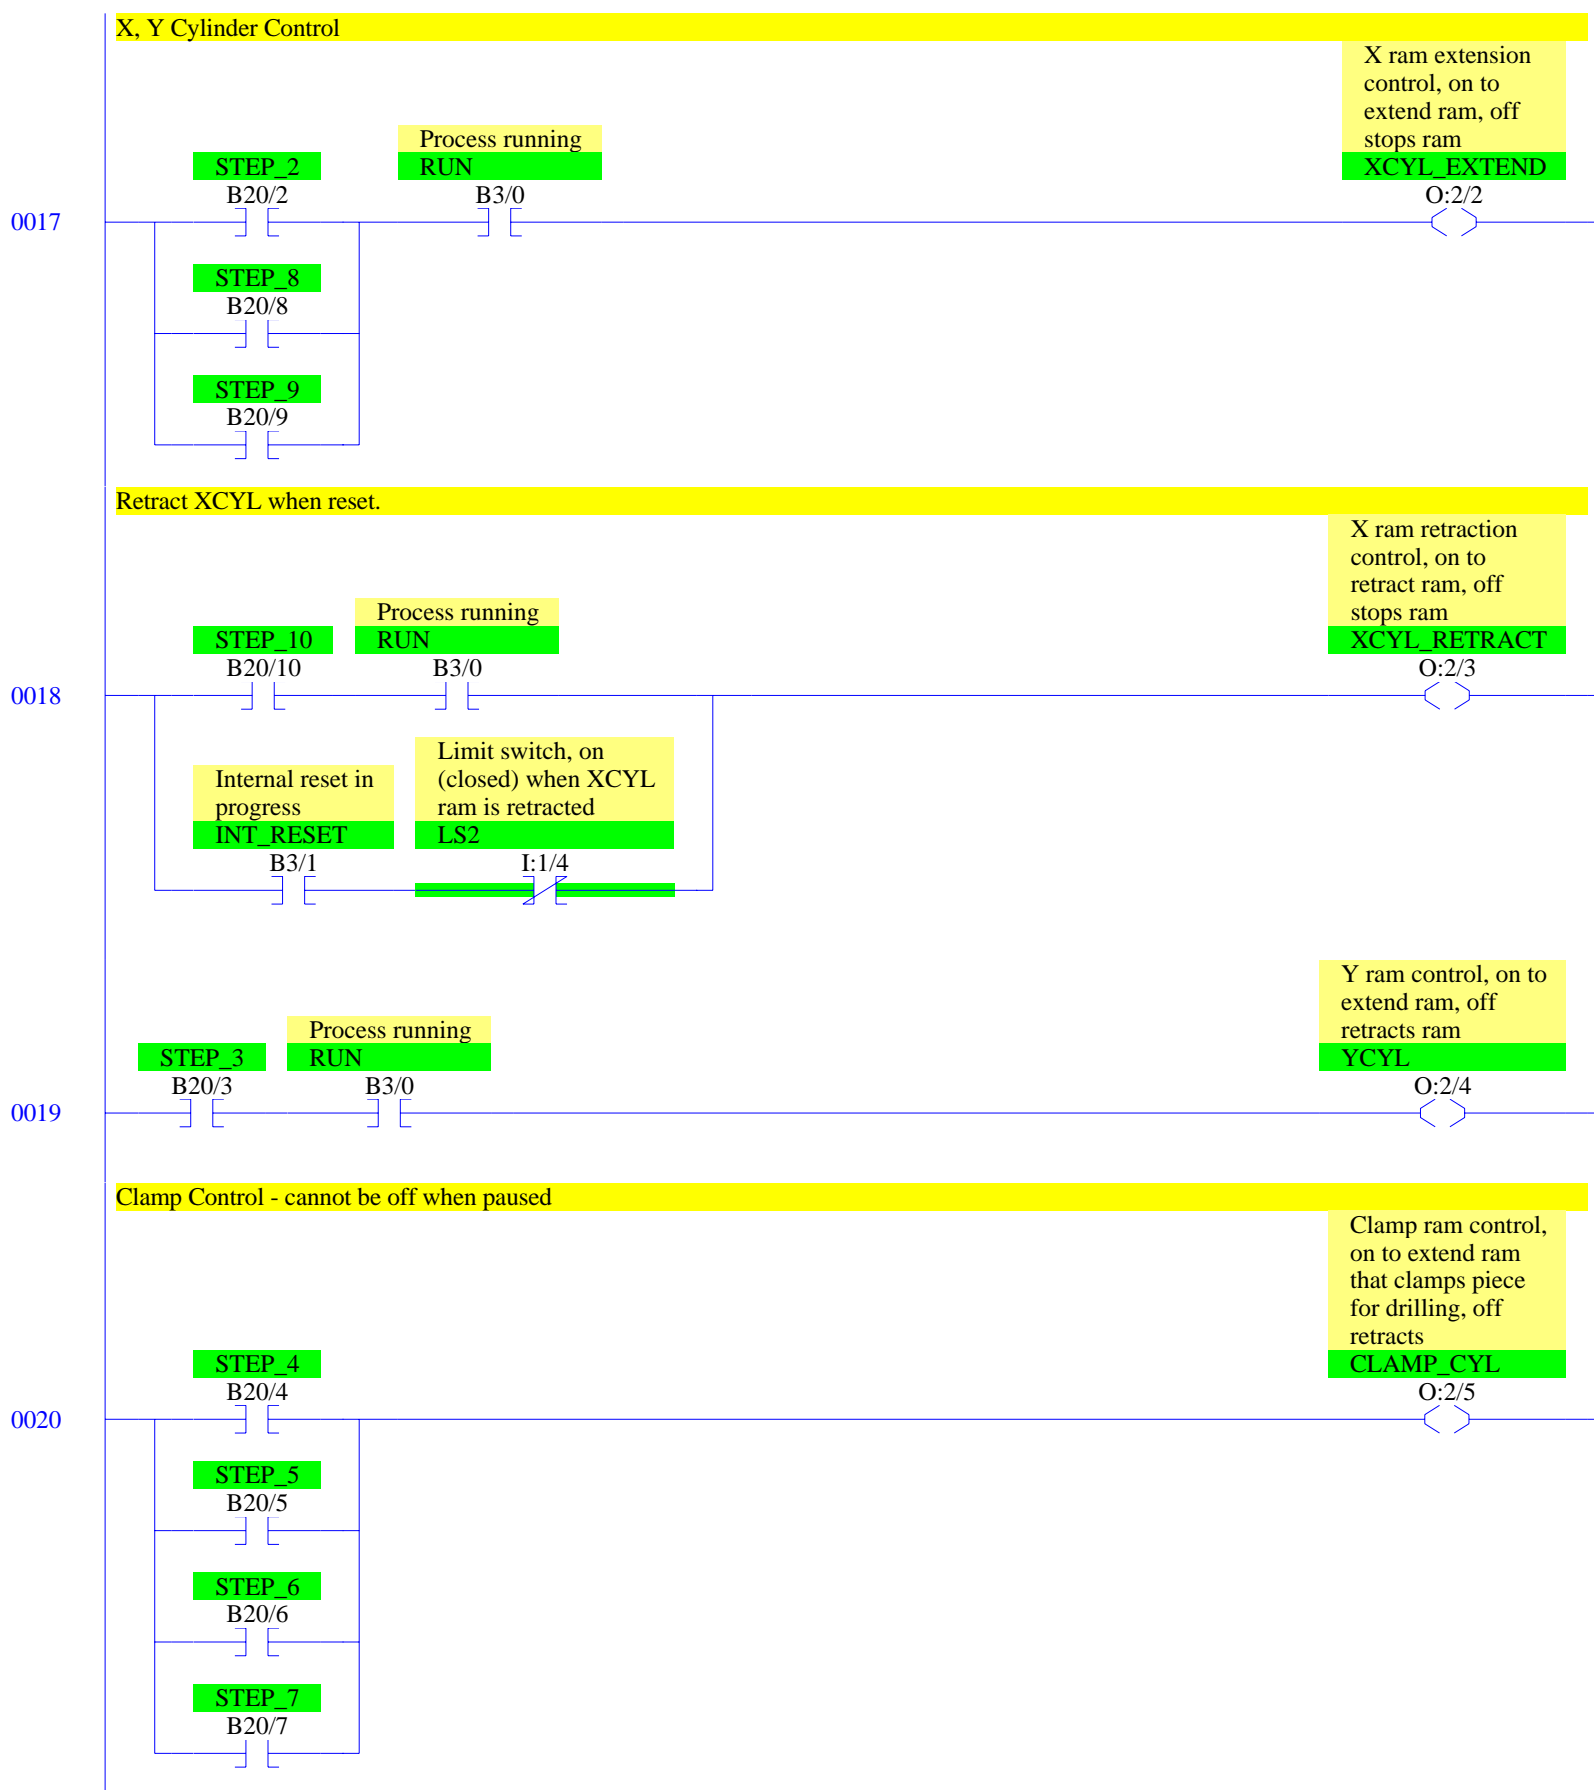 X, Y Cylinder Control
X ram extension
control, on to
extend ram, off
stops ram
XCYL_EXTEND
O:2/2
Process running
RUN
B3/0
STEP_2
B20/2
0017
STEP_8
B20/8
STEP_9
B20/9
Retract XCYL when reset.
X ram retraction
control, on to
retract ram, off
stops ram
XCYL_RETRACT
O:2/3
STEP_10
B20/10
Process running
RUN
B3/0
0018
Internal reset in
progress
INT_RESET
B3/1
Limit switch, on
(closed) when XCYL
ram is retracted
LS2
I:1/4
Y ram control, on to
extend ram, off
retracts ram
YCYL
O:2/4
STEP_3
B20/3
Process running
RUN
B3/0
0019
Clamp Control - cannot be off when paused
Clamp ram control,
on to extend ram
that clamps piece
for drilling, off
retracts
CLAMP_CYL
O:2/5
STEP_4
B20/4
0020
STEP_5
B20/5
STEP_6
B20/6
STEP_7
B20/7